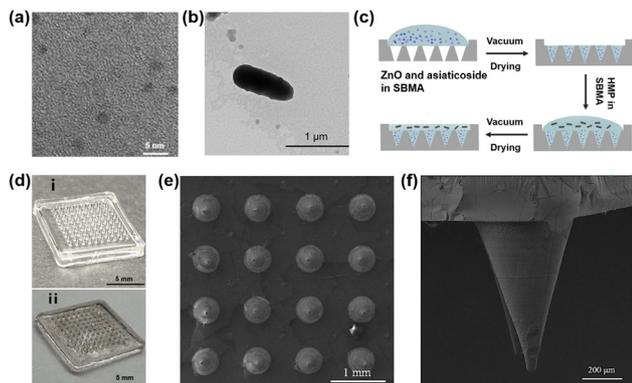 (a)
5 nm
(b)
1 μm
(c)
Vacuum
Drying
ZnO and asiaticoside
in SBMA
HMP in
SBMA
Vacuum
Drying
(d)
i
5 mm
ii
5 mm
(e)
1 mm
(f)
200 μm